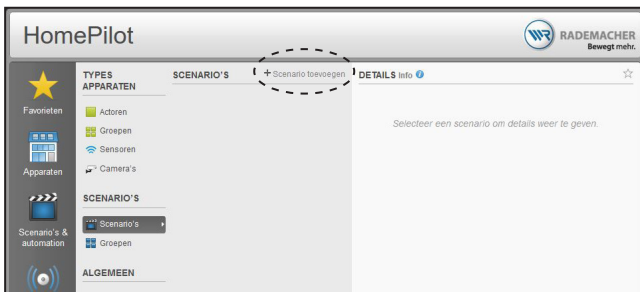 HomePilot
RADEMACHER
Bewegt mehr.
Favorieten
Apparaten
Scenario's &
automation
TYPES
APPARATEN
Actoren
Groepen
Sensoren
Camera's
SCENARIO'S
Scenario's
Groepen
ALGEMEEN
SCENARIO'S
+ Scenario toevoegen
DETAILS Info
Selecteer een scenario om details weer te geven.